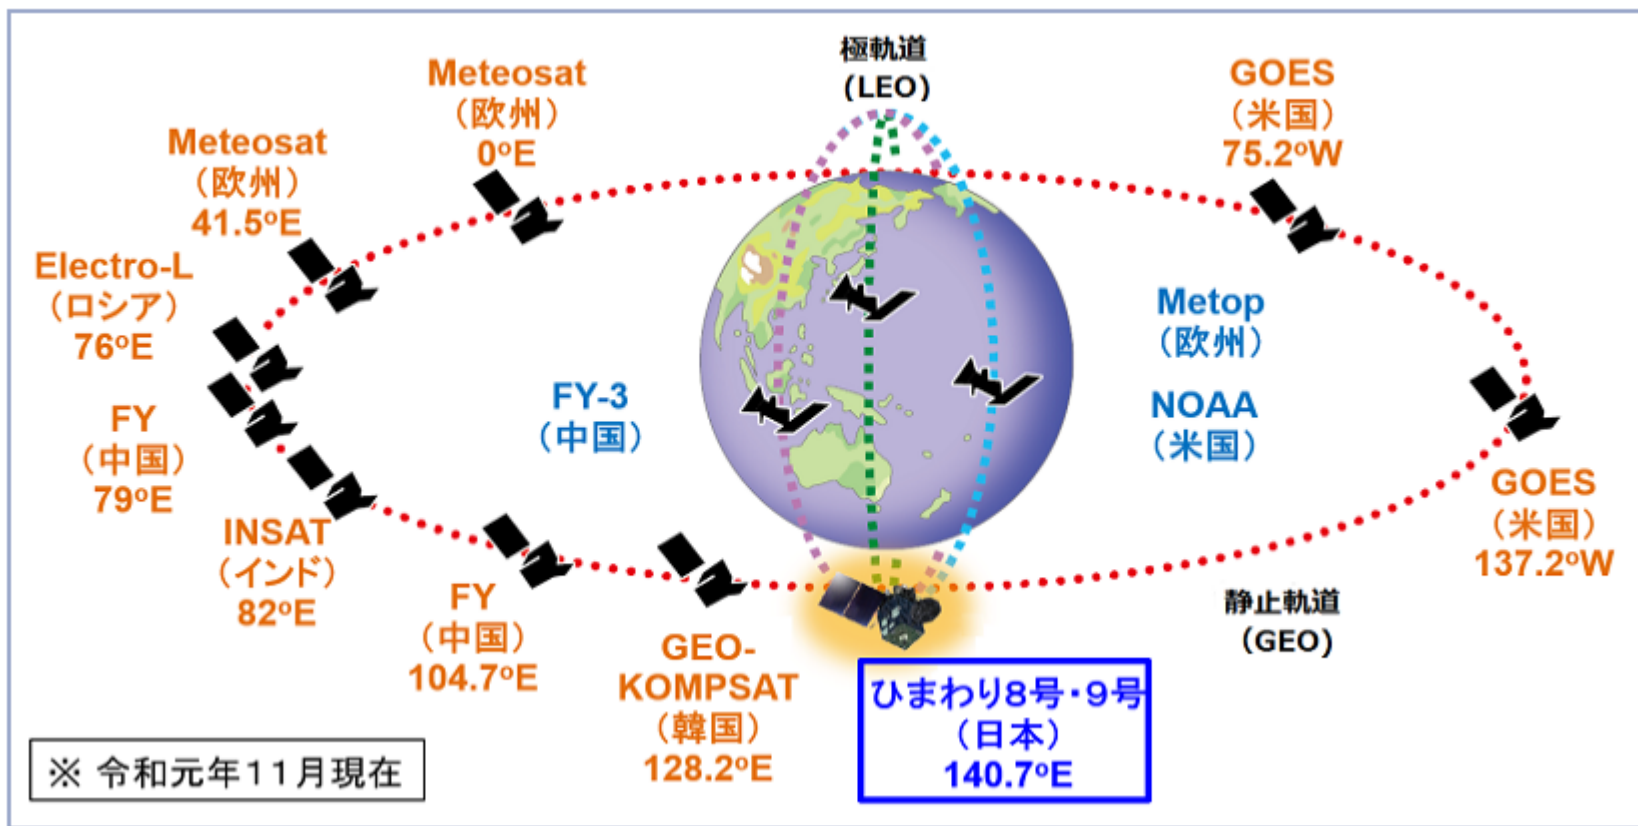 極軌道
(LEO)
Meteosat
（欧州）
0°E
GOES
（米国）
75.2°W
Meteosat
（欧州）
41.5°E
Electro-L
（ロシア）
76°E
Metop
（欧州）
FY-3
（中国）
NOAA
（米国）
FY
（中国）
79°E
GOES
（米国）
137.2°W
INSAT
（インド）
82°E
FY
（中国）
104.7°E
静止軌道
(GEO)
GEO-
KOMPSAT
（韓国）
128.2°E
ひまわり８号・９号
（日本）
140.7°E
※ 令和元年１１月現在